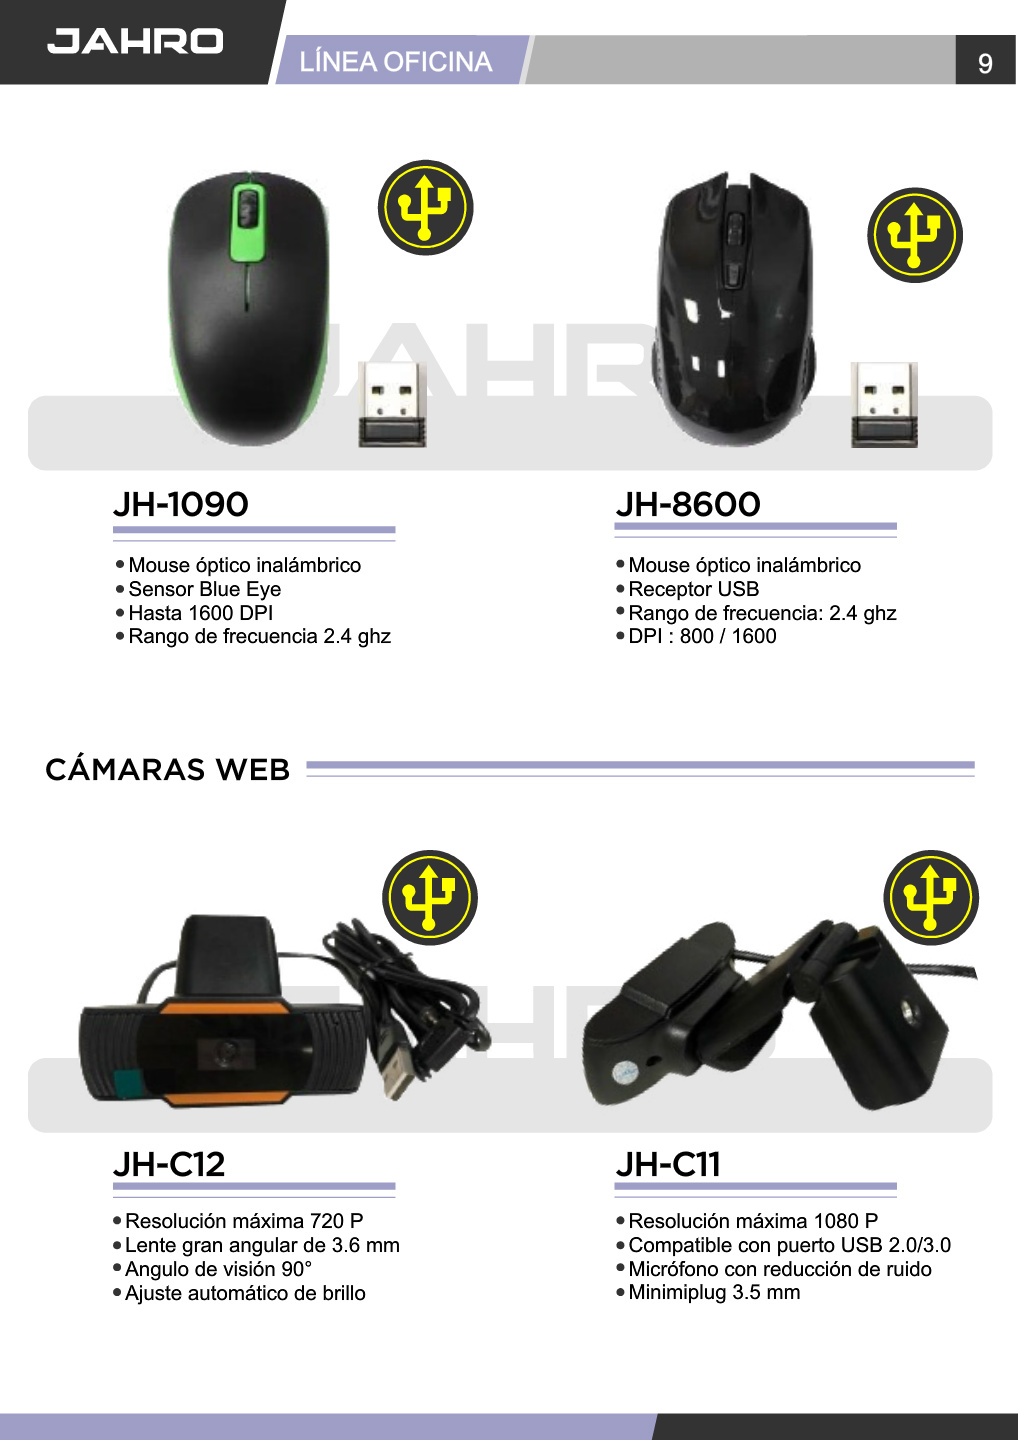 JAHRO
LÍNEA OFICINA
9
JAHRO
JH-1090
Mouse óptico inalámbrico
Sensor Blue Eye
Hasta 1600 DPI
Rango de frecuencia 2.4 ghz
JH-8600
Mouse óptico inalámbrico
Receptor USB
Rango de frecuencia: 2.4 ghz
DPI : 800 / 1600
CÁMARAS WEB
JAHRO
JH-C12
Resolución máxima 720 P
Lente gran angular de 3.6 mm
Angulo de visión 90°
Ajuste automático de brillo
JH-C11
Resolución máxima 1080 P
Compatible con puerto USB 2.0/3.0
Micrófono con reducción de ruido
Minimiplug 3.5 mm